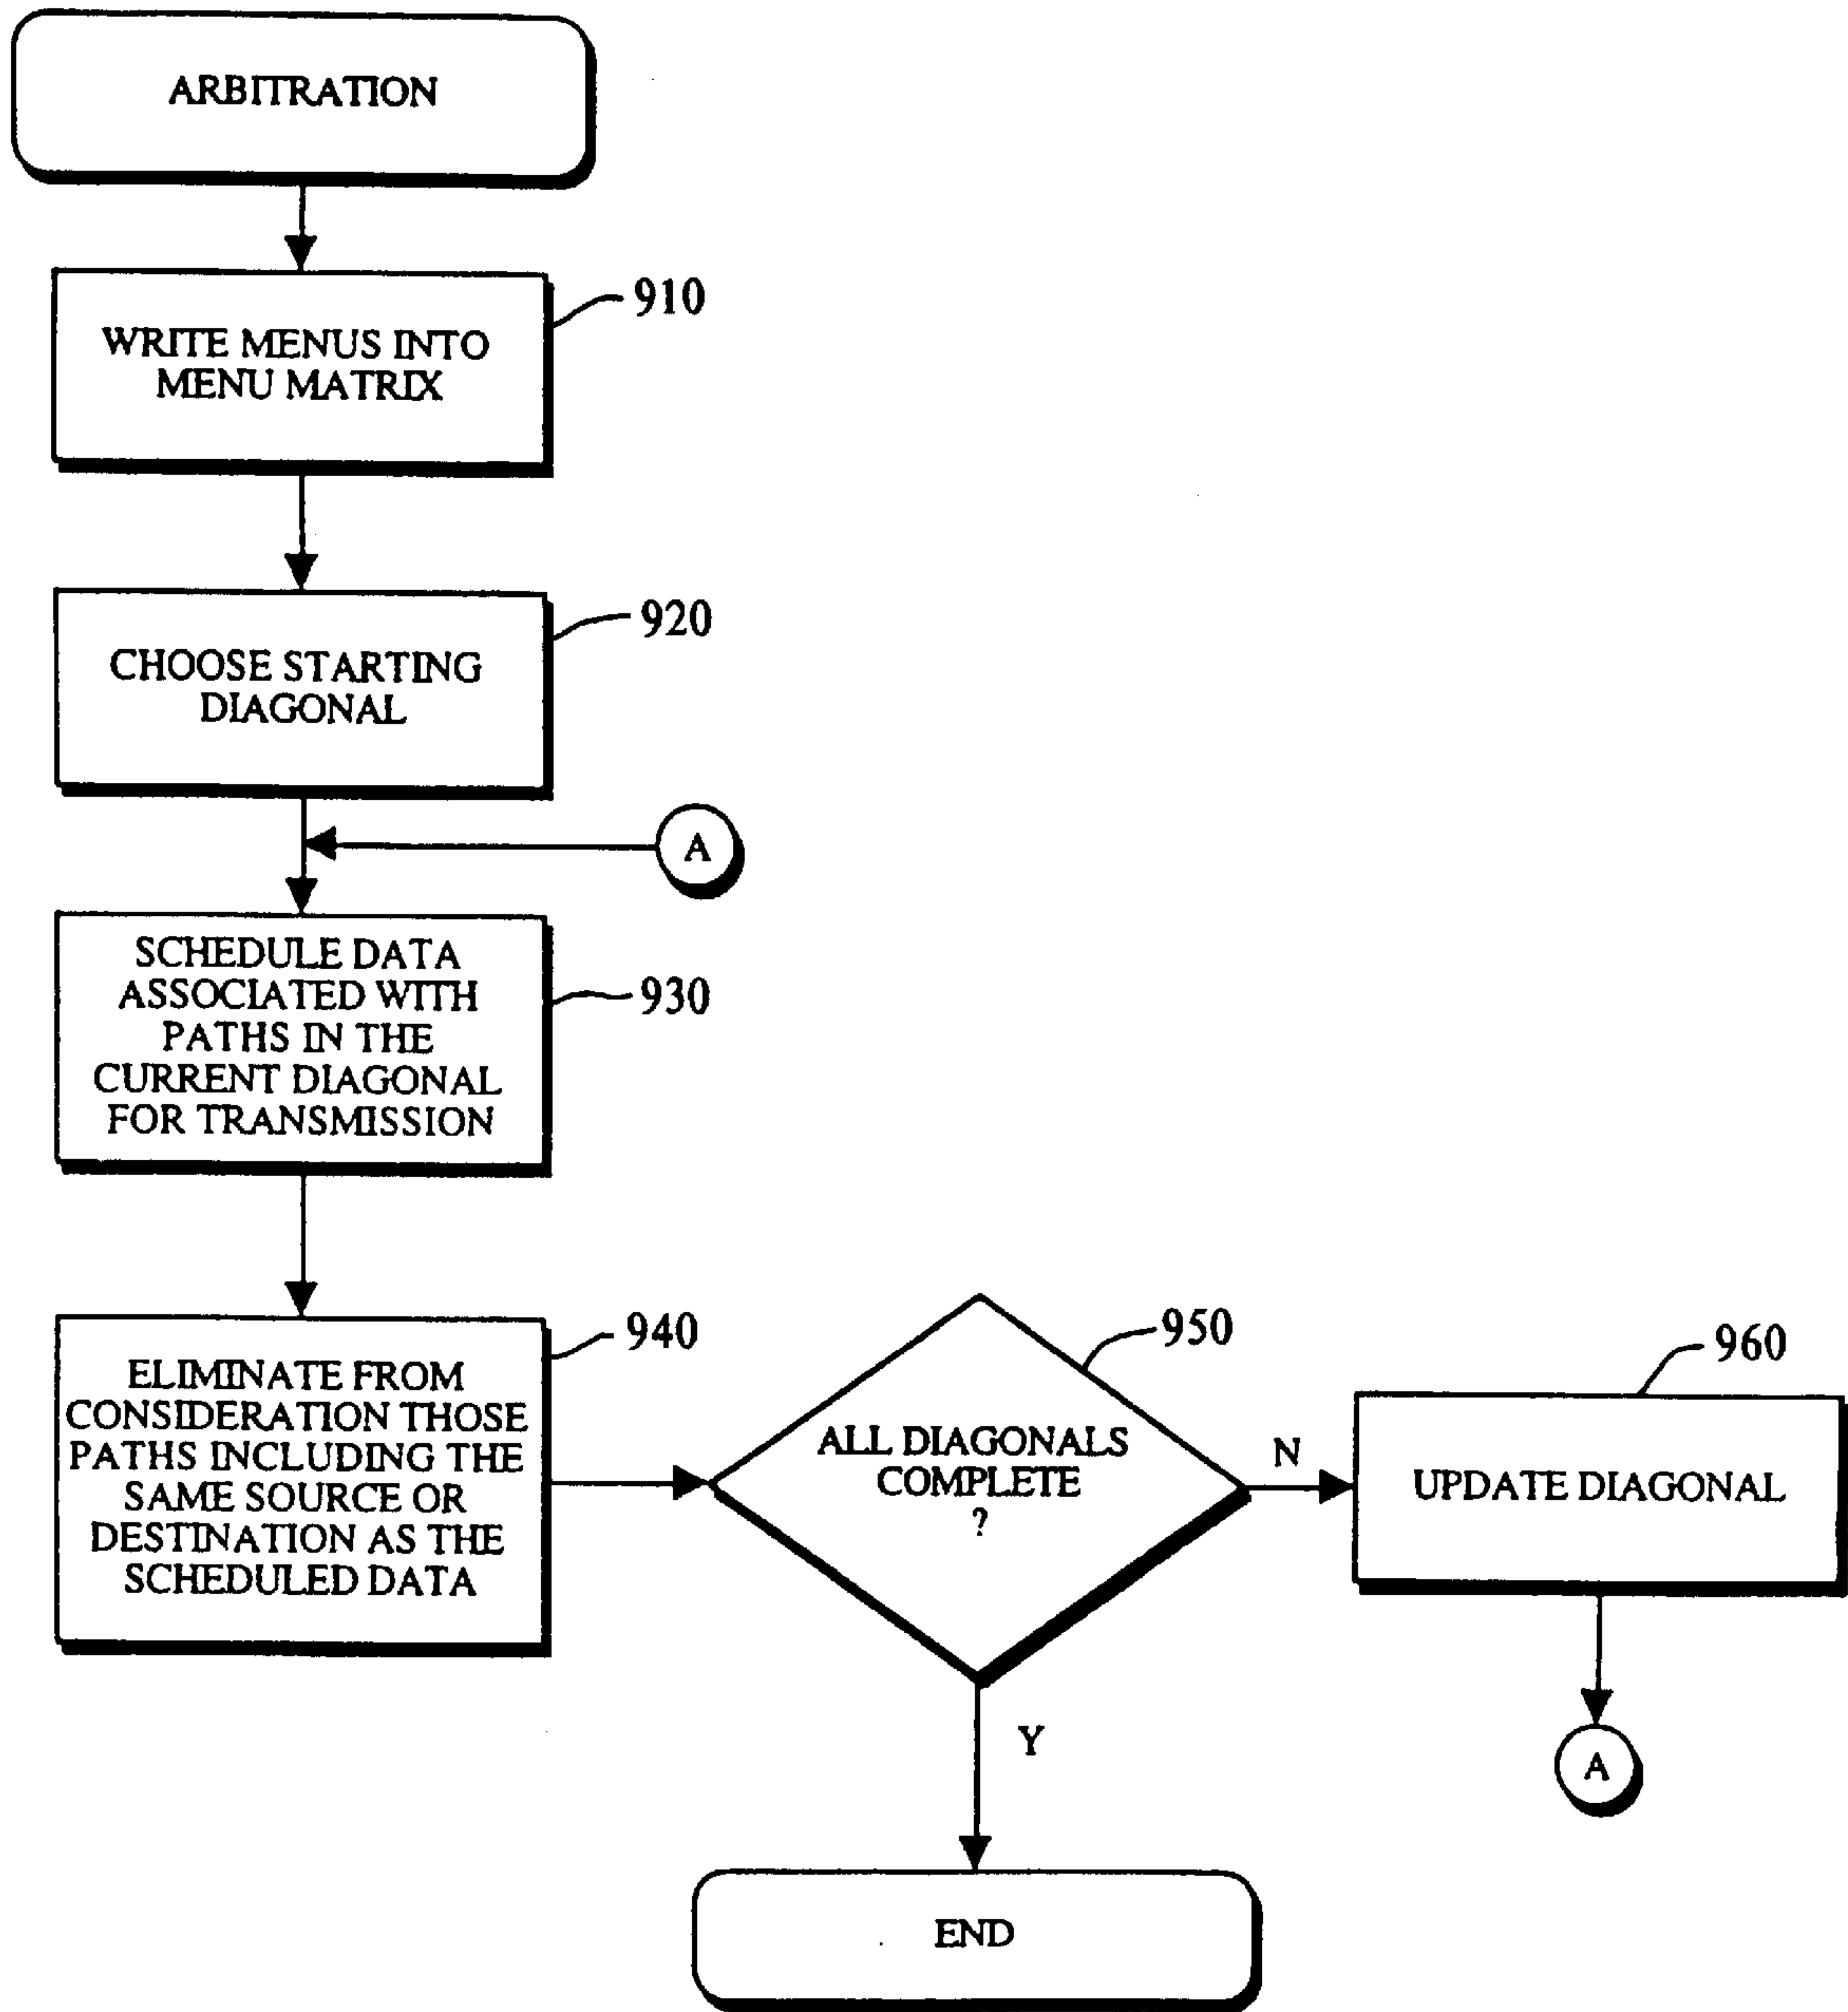 ARBITRATION
910
WRITE MENUS INTO
MENU MATRIX
920
CHOOSE STARTING
DIAGONAL
A
SCHEDULE DATA
ASSOCIATED WITH
PATHS IN THE
CURRENT DIAGONAL
FOR TRANSMISSION
930
940
ELIMINATE FROM
CONSIDERATION THOSE
PATHS INCLUDING THE
SAME SOURCE OR
DESTINATION AS THE
SCHEDULED DATA
950
ALL DIAGONALS
COMPLETE
?
N
960
UPDATE DIAGONAL
Y
A
END